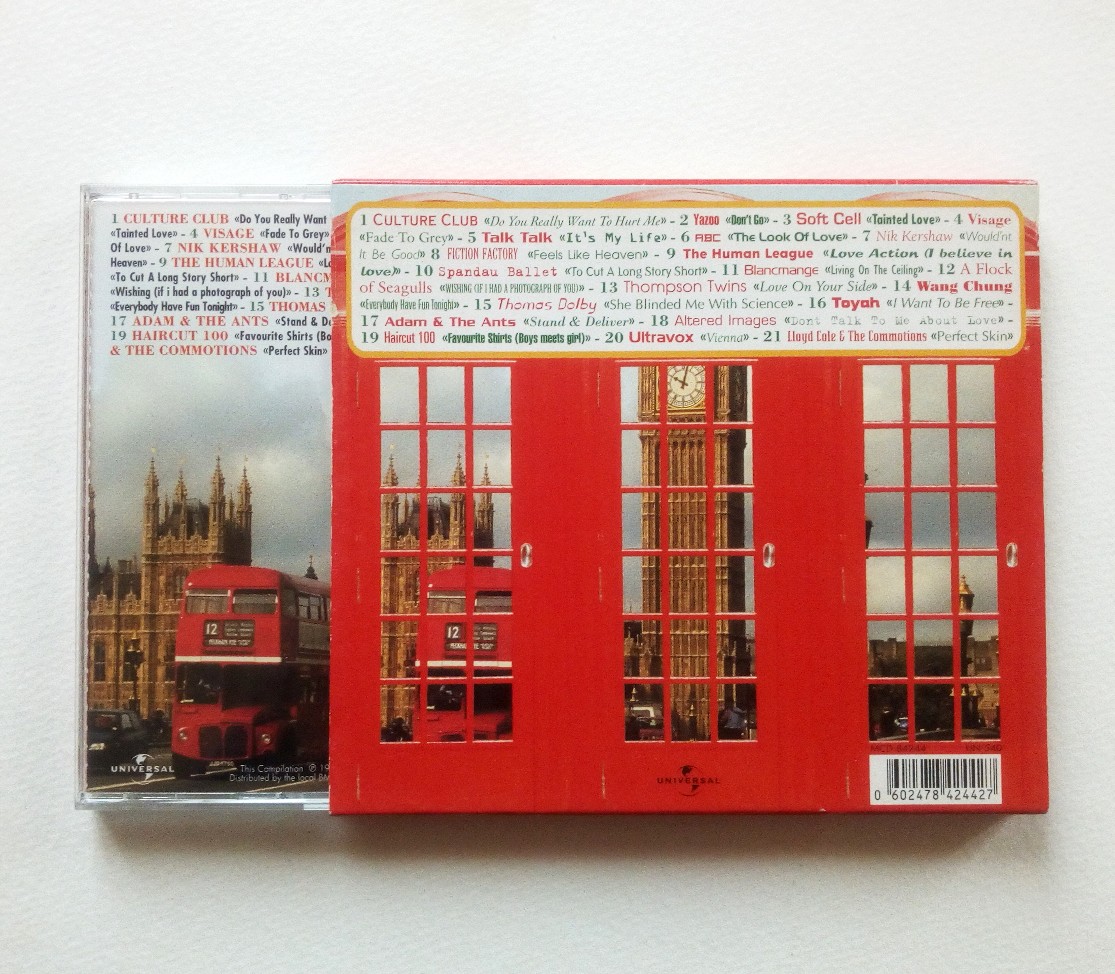 1 CULTURE CLUB «Do You Really Want
«Tainted Love» - 4 VISAGE «Fade To Grey»
Of Love» - 7 NIK KERSHAW «Would'n
Heaven» - 9 THE HUMAN LEAGUE «Lo
«To Cut A Long Story Short» - 11 BLANCM
«Wishing (if i had a photograph of you)» - 13 T
«Everybody Have Fun Tonight» - 15 THOMAS
17 ADAM & THE ANTS «Stand & De
19 HAIRCUT 100 «Favourite Shirts (Bo
& THE COMMOTIONS «Perfect Skin»
12
UNIVERSAL
This Compilation ℗ 19
Distributed by the local BM
1 CULTURE CLUB «Do You Really Want To Hurt Me» - 2 Yazoo «Don't Go» - 3 Soft Cell «Tainted Love» - 4 Visage
«Fade To Grey» - 5 Talk Talk «It's My Life» - 6 ABC «The Look Of Love» - 7 Nik Kershaw «Would'nt
It Be Good» 8 FICTION FACTORY «Feels Like Heaven» - 9 The Human League «Love Action (I believe in
love)» - 10 Spandau Ballet «To Cut A Long Story Short» - 11 Blancmange «Living On The Ceiling» - 12 A Flock
of Seagulls «WISHING (IF I HAD A PHOTOGRAPH OF YOU)» - 13 Thompson Twins «Love On Your Side» - 14 Wang Chung
«Everybody Have Fun Tonight» - 15 Thomas Dolby «She Blinded Me With Science» - 16 Toyah «I Want To Be Free» -
17 Adam & The Ants «Stand & Deliver» - 18 Altered Images «Dont Talk To Me About Love» -
19 Haircut 100 «Favourite Shirts (Boys meets girl)» - 20 Ultravox «Vienna» - 21 Lloyd Cole & The Commotions «Perfect Skin»
12
UNIVERSAL
0 602478 424427